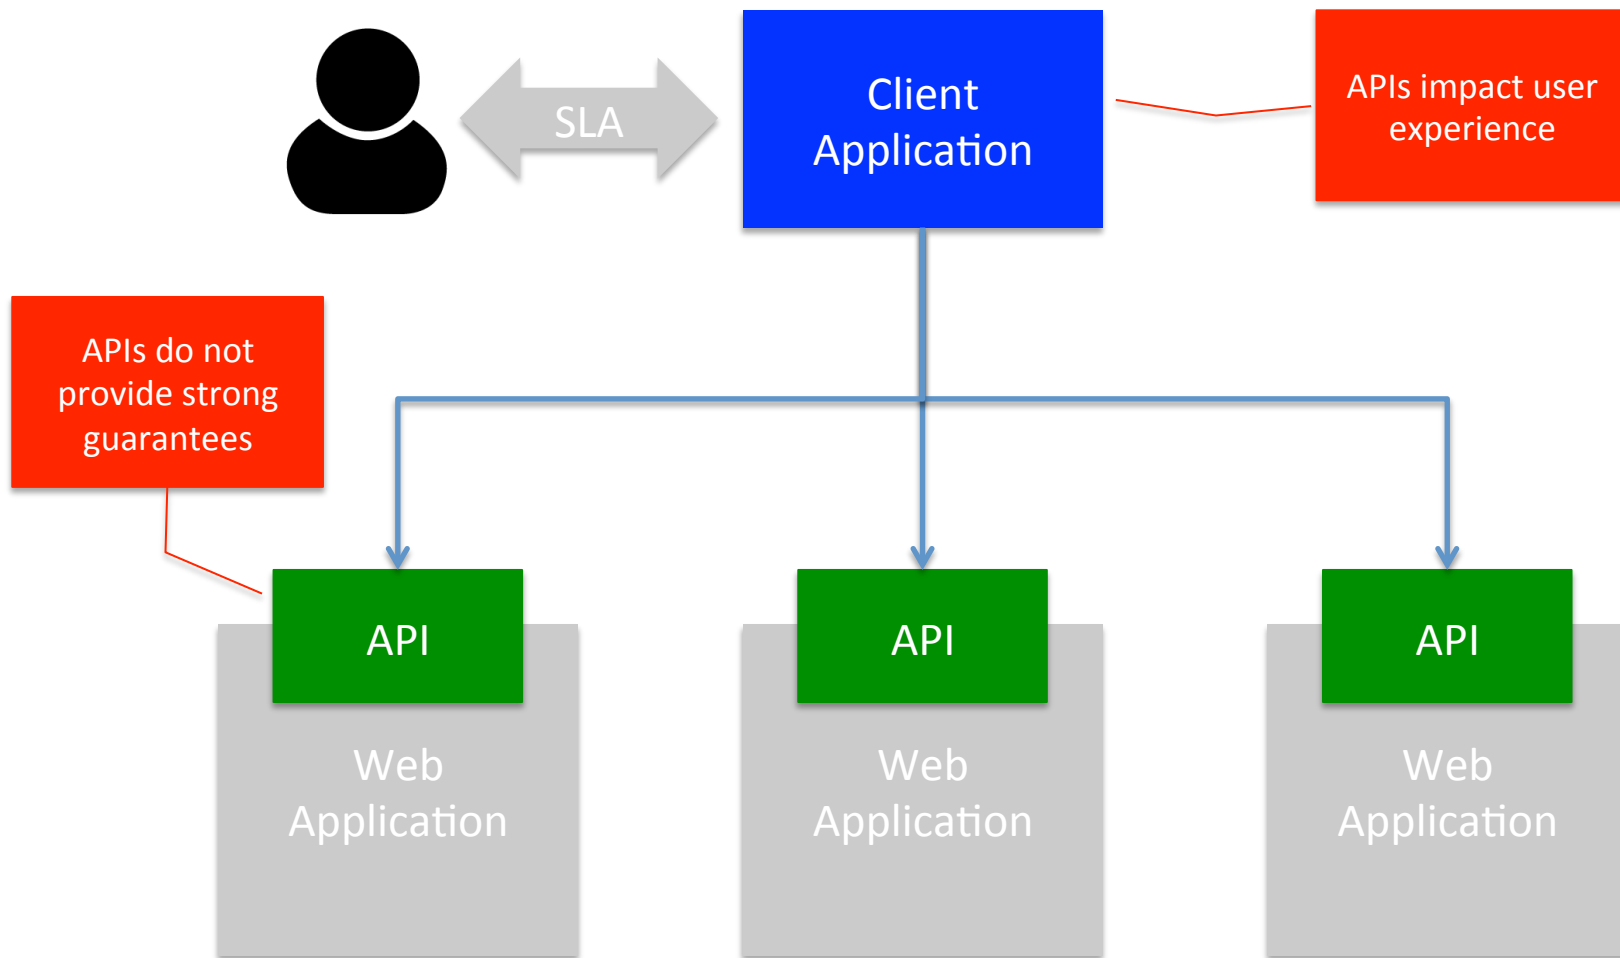 SLA
Client
Application
APIs impact user
experience
APIs do not
provide strong
guarantees
API
API
API
Web
Application
Web
Application
Web
Application